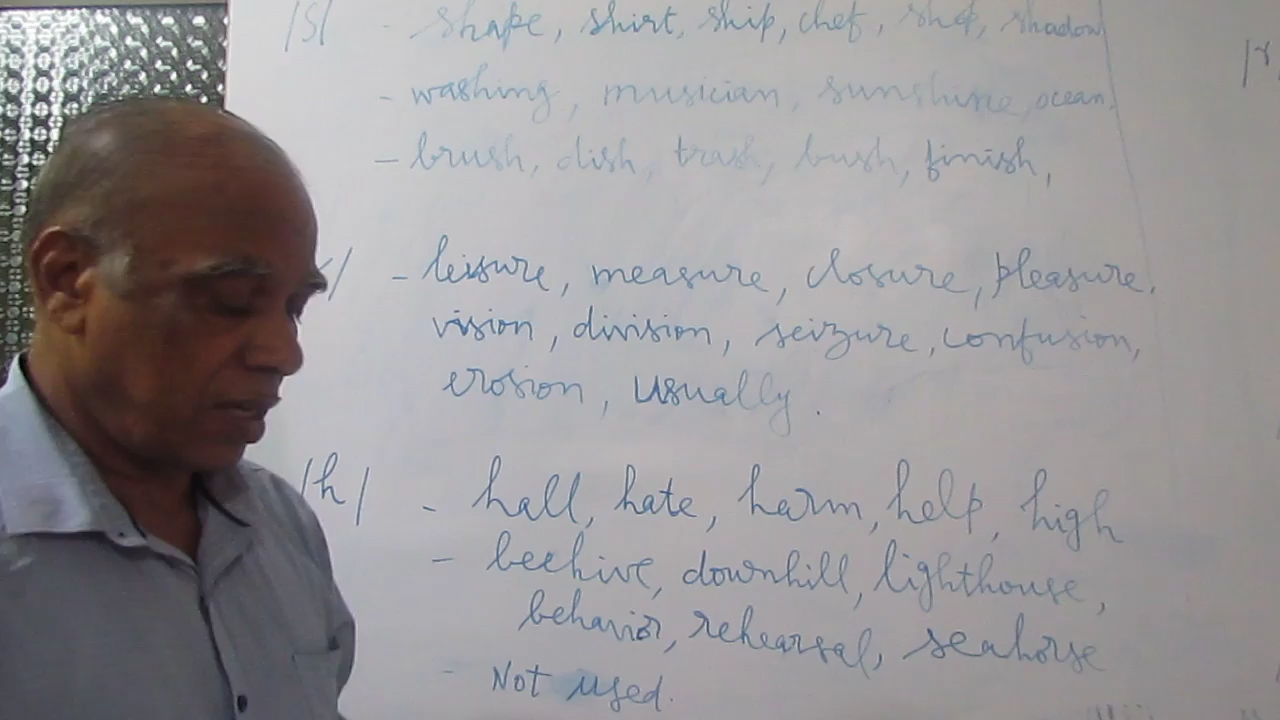 /ʃ/ - shape, shirt, ship, chef, shop, shadow
- washing, musician, sunshine, ocean,
- brush, dish, trash, bush, finish,
/ - leisure, measure, closure, pleasure,
vision, division, seizure, confusion,
erosion, usually.
/h/ - hall, hate, harm, help, high
- beehive, downhill, lighthouse,
behavior, rehearsal, seahorse
- Not used.